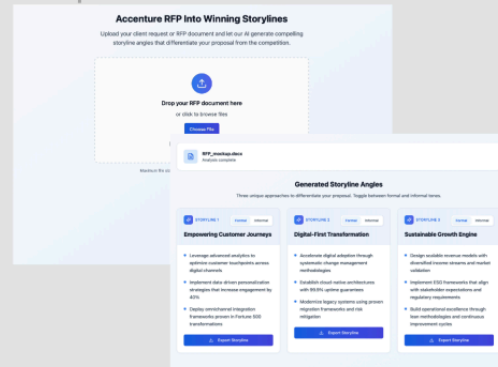 Accenture RFP Into Winning Storylines
Upload your client request or RFP document and let our AI generate compelling
storyline angles that differentiate your proposal from the competition.
Drop your RFP document here
or click to browse files
Choose File
Maximum file
RFP_mockup.docx
Analysis complete
Generated Storyline Angles
Three unique approaches to differentiate your proposal. Toggle between formal and informal tones.
STORYLINE 1
Formal
Informal
Empowering Customer Journeys
Leverage advanced analytics to
optimize customer touchpoints across
digital channels
Implement data-driven personalization
strategies that increase engagement by
40%
Deploy omnichannel integration
frameworks proven in Fortune 500
transformations
Export Storyline
STORYLINE 2
Formal
Informal
Digital-First Transformation
Accelerate digital adoption through
systematic change management
methodologies
Establish cloud-native architectures
with 99.9% uptime guarantees
Modernize legacy systems using proven
migration frameworks and risk
mitigation
Export Storyline
STORYLINE 3
Formal
Informal
Sustainable Growth Engine
Design scalable revenue models with
diversified income streams and market
validation
Implement ESG frameworks that align
with stakeholder expectations and
regulatory requirements
Build operational excellence through
lean methodologies and continuous
improvement cycles
Export Storyline